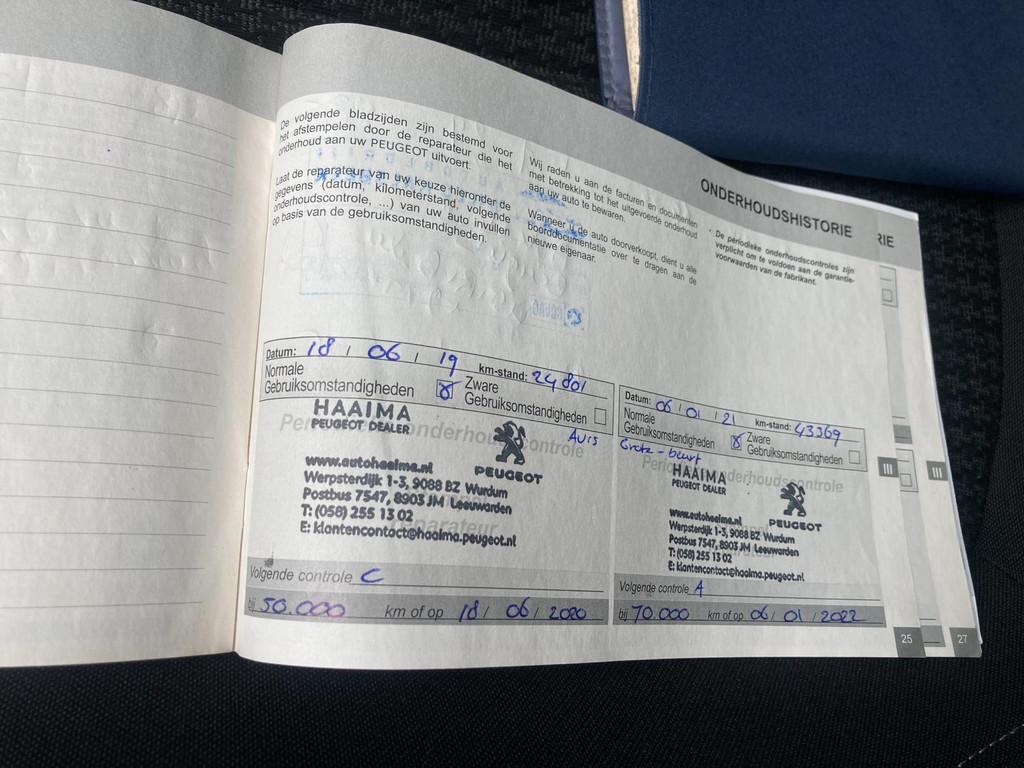 De volgende bladzijden zijn bestemd voor
het afstempelen door de reparateur die het
onderhoud aan uw PEUGEOT uitvoert.
Laat de reparateur van uw keuze hieronder de
gegevens (datum, kilometerstand, volgende
onderhoudscontrole, ...) van uw auto invullen
op basis van de gebruiksomstandigheden.
Wij raden u aan de facturen en documenten
met betrekking tot het uitgevoerde onderhoud
aan uw auto te bewaren.
Wanneer u de auto doorverkoopt, dient u alle
boorddocumentatie over te dragen aan de
nieuwe eigenaar.
ONDERHOUDSHISTORIE
• De periodieke onderhoudscontroles zijn
verplicht om te voldoen aan de garantie-
voorwaarden van de fabrikant.
RIE
Datum: 18 / 06 / 19 km-stand: 24801
Normale
Gebruiksomstandigheden
Zware
Gebruiksomstandigheden
HAAIMA
PEUGEOT DEALER
Periodieke onderhoudscontrole
PEUGEOT
www.autohaaima.nl
Werpsterdijk 1-3, 9088 BZ Wurdum
Postbus 7547, 8903 JM Leeuwarden
T: (058) 255 13 02
E: klantencontact@haaima.peugeot.nl
reparateur
Volgende controle C
bij 50.000 km of op 18 / 06 / 2020
Datum: 06 / 01 / 21 km-stand: 43369
Normale
Gebruiksomstandigheden
Zware
Gebruiksomstandigheden
Grote-beurt
HAAIMA
PEUGEOT DEALER
Periodieke onderhoudscontrole
PEUGEOT
www.autohaaima.nl
Werpsterdijk 1-3, 9088 BZ Wurdum
Postbus 7547, 8903 JM Leeuwarden
T: (058) 255 13 02
E: klantencontact@haaima.peugeot.nl
Volgende controle A
bij 70.000 km of op 06 / 01 / 2022
III
III
25
27